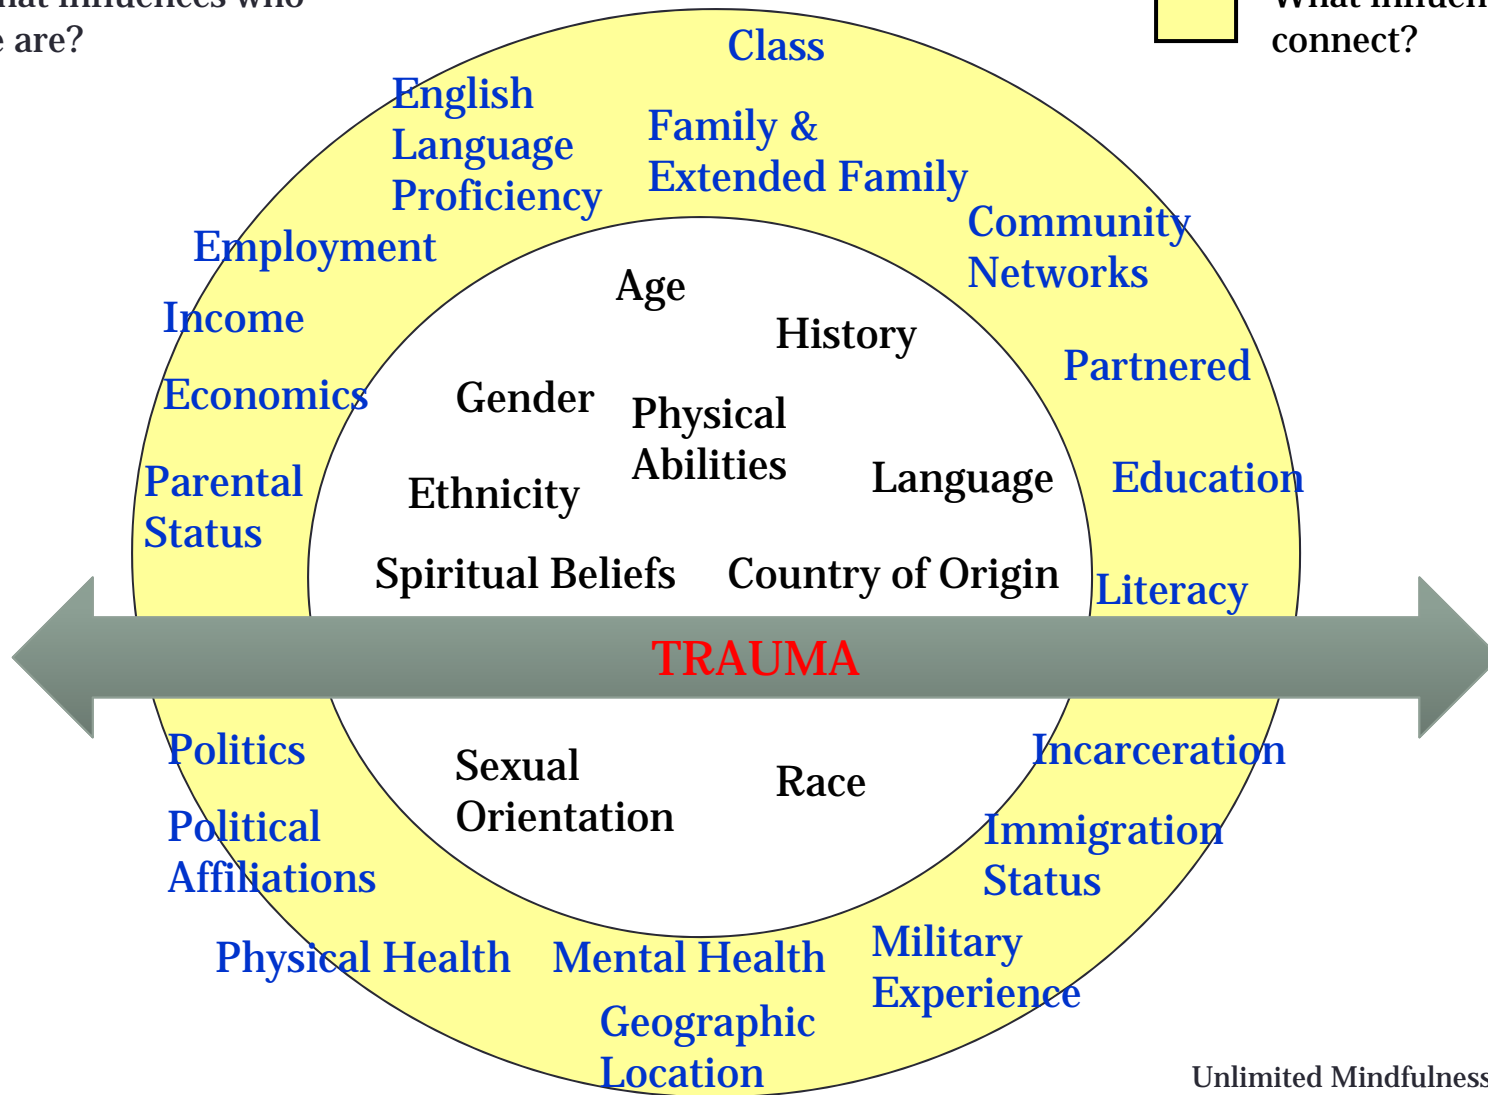 are?
connect?
Class
English
Language
Proficiency
Family &
Extended Family
Community
Networks
Employment
Income
Economics
Parental
Status
Age
History
Gender
Physical
Abilities
Ethnicity
Language
Spiritual Beliefs
Country of Origin
Partnered
Education
Literacy
TRAUMA
Politics
Political
Affiliations
Sexual
Orientation
Race
Incarceration
Immigration
Status
Physical Health
Mental Health
Military
Experience
Geographic
Location
Unlimited Mindfulness